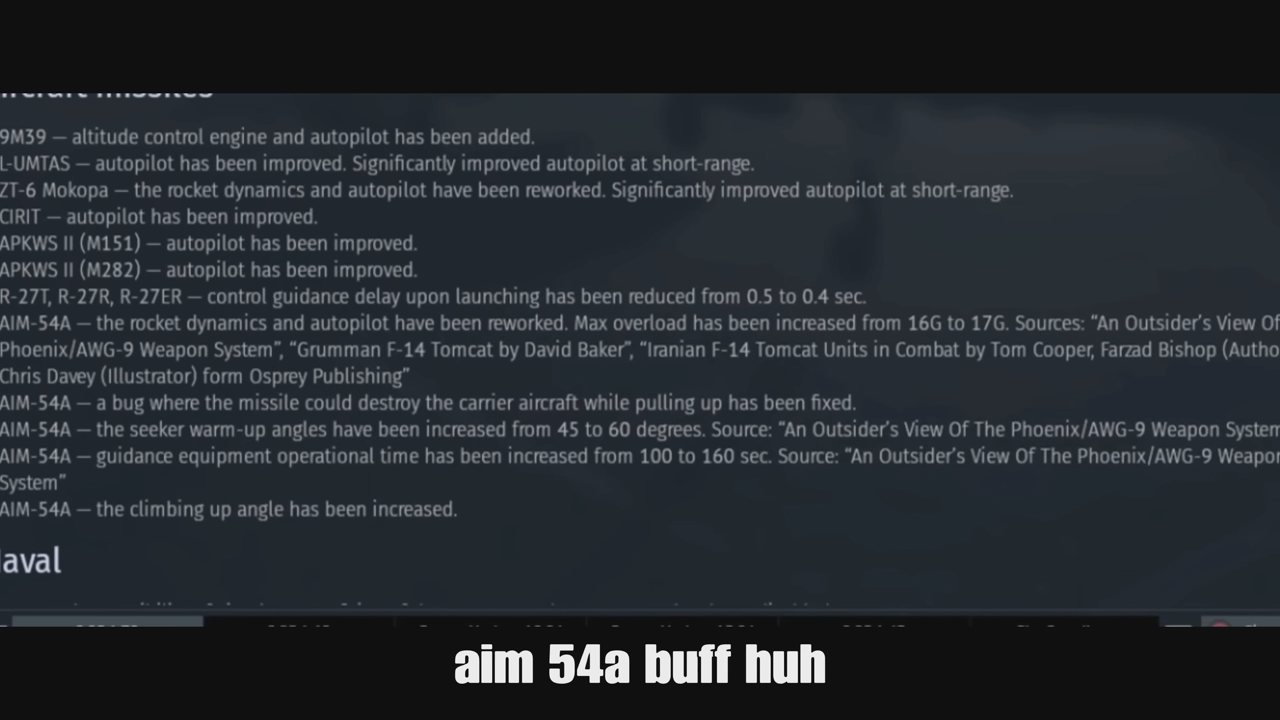 9M39 — altitude control engine and autopilot has been added.
L-UMTAS — autopilot has been improved. Significantly improved autopilot at short-range.
ZT-6 Mokopa — the rocket dynamics and autopilot have been reworked. Significantly improved autopilot at short-range.
CIRIT — autopilot has been improved.
APKWS II (M151) — autopilot has been improved.
APKWS II (M282) — autopilot has been improved.
R-27T, R-27R, R-27ER — control guidance delay upon launching has been reduced from 0.5 to 0.4 sec.
AIM-54A — the rocket dynamics and autopilot have been reworked. Max overload has been increased from 16G to 17G. Sources: “An Outsider’s View Of
Phoenix/AWG-9 Weapon System”, “Grumman F-14 Tomcat by David Baker”, “Iranian F-14 Tomcat Units in Combat by Tom Cooper, Farzad Bishop (Autho
Chris Davey (Illustrator) form Osprey Publishing”
AIM-54A — a bug where the missile could destroy the carrier aircraft while pulling up has been fixed.
AIM-54A — the seeker warm-up angles have been increased from 45 to 60 degrees. Source: “An Outsider’s View Of The Phoenix/AWG-9 Weapon System
AIM-54A — guidance equipment operational time has been increased from 100 to 160 sec. Source: “An Outsider’s View Of The Phoenix/AWG-9 Weapon
System”
AIM-54A — the climbing up angle has been increased.
aval
aim 54a buff huh